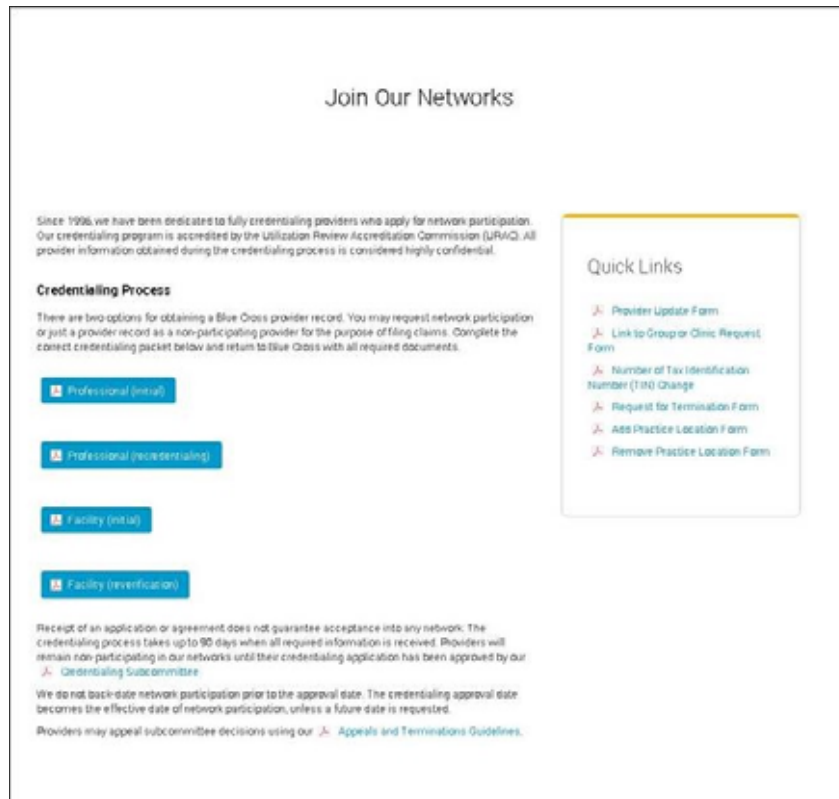 Join Our Networks
Since 1996, we have been dedicated to fully credentialing providers who apply for network participation.
Our credentialing program is accredited by the Utilization Review Accreditation Commission (URAC). All
provider information obtained during the credentialing process is considered highly confidential.
Credentialing Process
There are two options for obtaining a Blue Cross provider record. You may request network participation
or just a provider record as a non-participating provider for the purpose of filing claims. Complete the
correct credentialing packet below and return to Blue Cross with all required documents.
Professional (initial)
Professional (recredentialing)
Facility (initial)
Facility (reverification)
Receipt of an application or agreement does not guarantee acceptance into any network. The
credentialing process takes up to 90 days when all required information is received. Providers will
remain non-participating in our networks until their credentialing application has been approved by our
Credentialing Subcommittee
We do not back-date network participation prior to the approval date. The credentialing approval date
becomes the effective date of network participation, unless a future date is requested.
Providers may appeal subcommittee decisions using our Appeals and Terminations Guidelines.
Quick Links
Provider Update Form
Link to Group or Clinic Request
Form
Number of Tax Identification
Number (TIN) Change
Request for Termination Form
Add Practice Location Form
Remove Practice Location Form